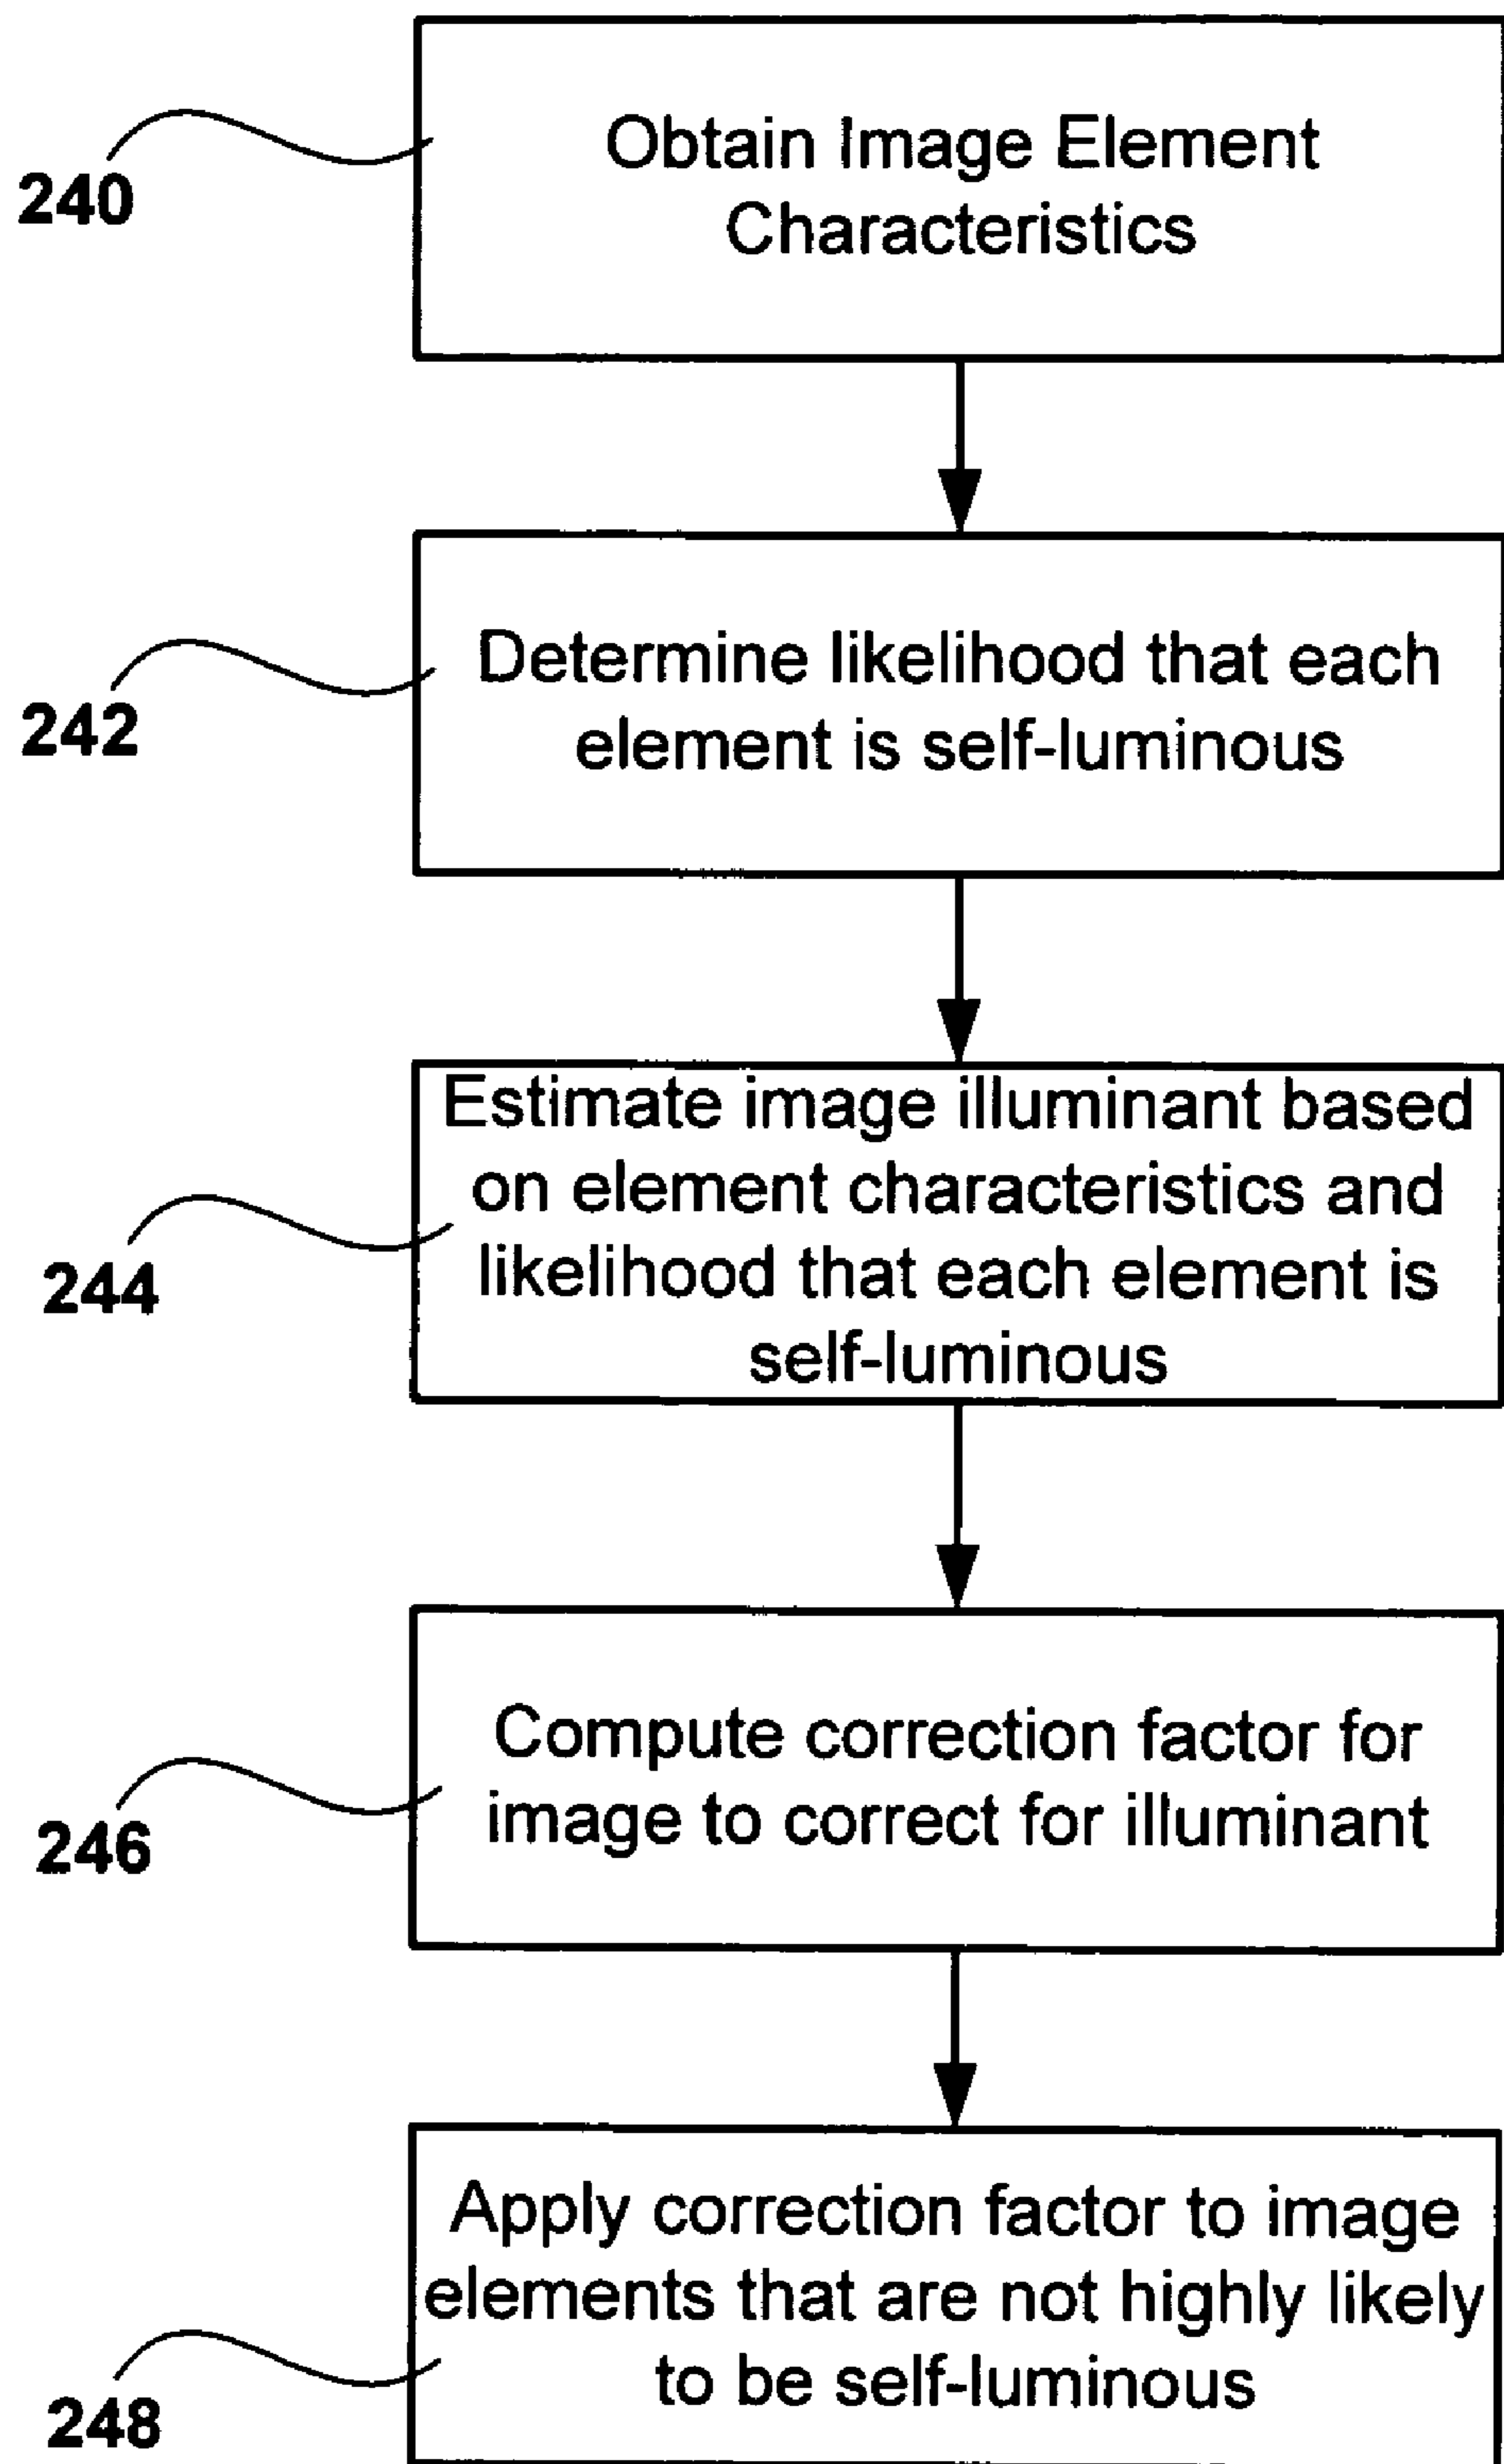 Obtain Image Element
Characteristics
240
Determine likelihood that each
element is self-luminous
242
Estimate image illuminant based
on element characteristics and
likelihood that each element is
self-luminous
244
Compute correction factor for
image to correct for illuminant
246
Apply correction factor to image
elements that are not highly likely
to be self-luminous
248